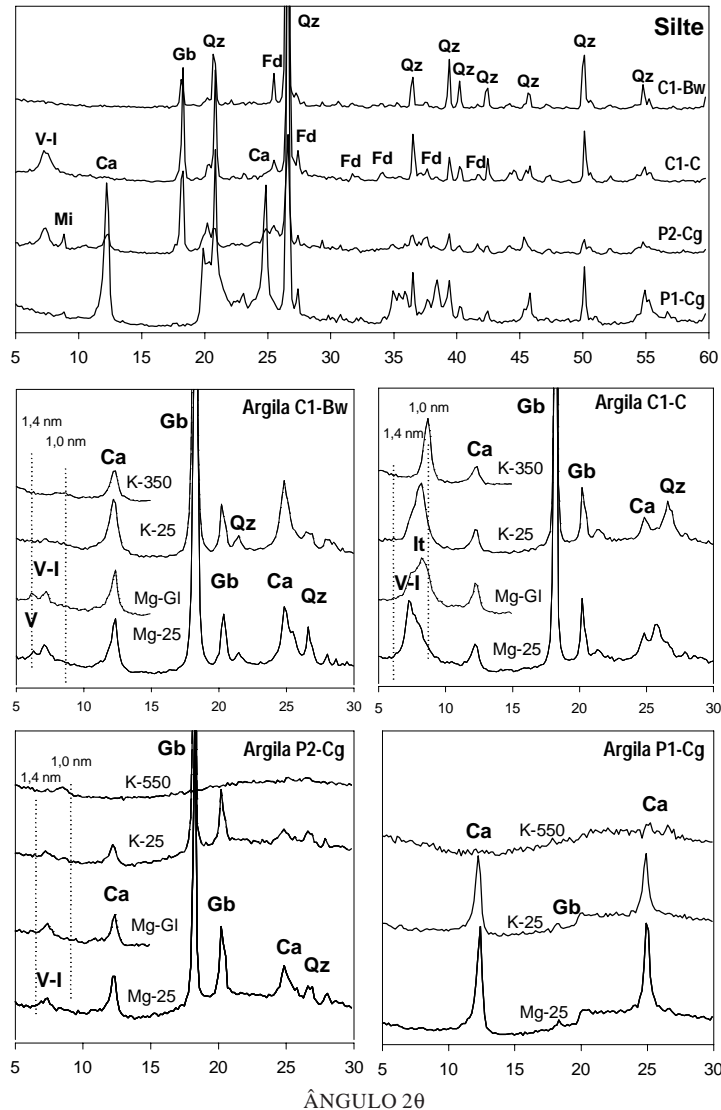 Silte
Qz
Gb Qz Fd Qz Qz Qz Qz Qz Qz Qz
C1-Bw
V-I Ca Ca Fd Fd Fd Fd Fd
C1-C
Mi
P2-Cg
P1-Cg
5 10 15 20 25 30 35 40 45 50 55 60
Argila C1-Bw
1,4 nm
1,0 nm
Gb
Ca
K-350
K-25
Qz
V-I
V
Mg-Gl
Gb Ca Qz
Mg-25
5 10 15 20 25 30
Argila C1-C
1,0 nm
1,4 nm
Gb
Ca
K-350
Gb
Qz
Ca
K-25
It
V-I
Mg-Gl
Mg-25
5 10 15 20 25 30
Argila P2-Cg
Gb
1,0 nm
1,4 nm
K-550
K-25
Ca
Mg-Gl
Gb
Ca
Qz
V-I
Mg-25
5 10 15 20 25 30
Argila P1-Cg
Ca
Ca
K-550
Gb
K-25
Mg-25
5 10 15 20 25 30
ÂNGULO 2θ